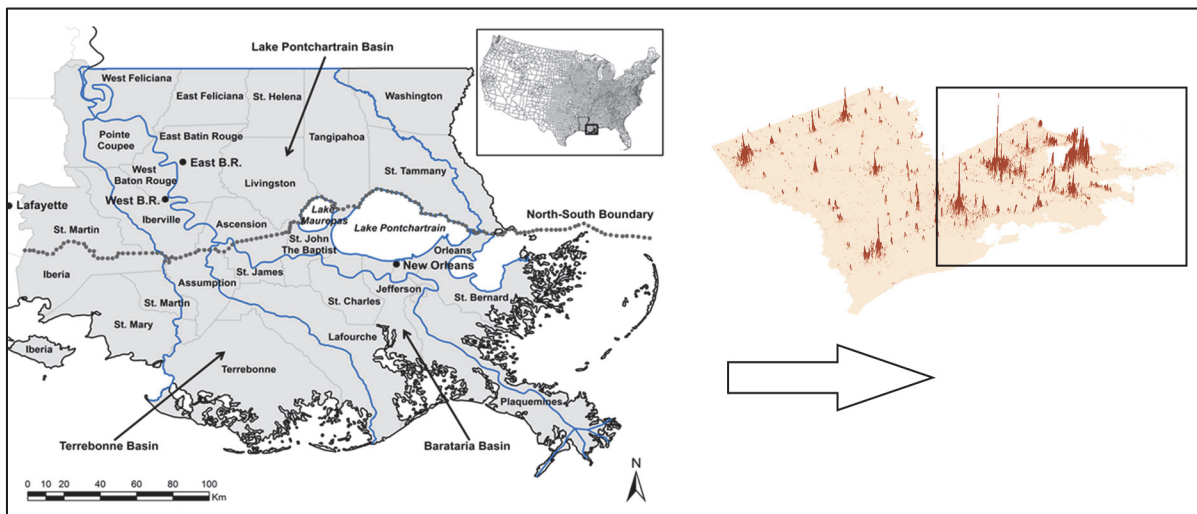 Lake Pontchartrain Basin
West Feliciana
East Feliciana
St. Helena
Washington
Tangipahoa
Pointe
Coupee
East Batin Rouge
East B.R.
West
Baton Rouge
Livingston
St. Tammany
West B.R.
Lafayette
Iberville
Ascension
Lake
Mauropas
Lake Pontchartrain
North-South Boundary
St. Martin
St. John
The Baptist
Orleans
Iberia
St. James
New Orleans
Assumption
Jefferson
St. Martin
St. Charles
St. Bernard
St. Mary
Lafourche
Iberia
Terrebonne
Plaquemines
Terrebonne Basin
Barataria Basin
N
0 10 20 40 60 80 100
Km